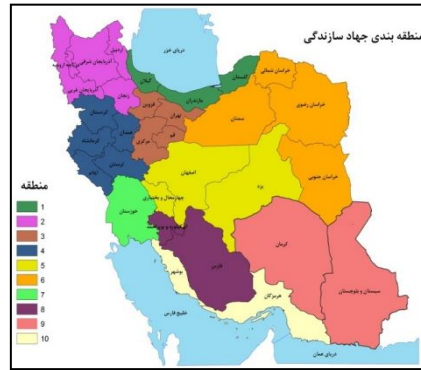 منطقه بندی جهاد سازندگی
دریای خزر
اردبیل
آذربایجان شرقی
آذربایجان غربی
زنجان
گیلان
مازندران
گلستان
خراسان شمالی
خراسان رضوی
خراسان جنوبی
سمنان
تهران
قزوین
قم
مرکزی
کردستان
همدان
کرمانشاه
لرستان
ایلام
اصفهان
یزد
چهارمحال و بختیاری
خوزستان
فارس
بوشهر
کرمان
سیستان و بلوچستان
هرمزگان
خلیج فارس
دریای عمان
منطقه
1
2
3
4
5
6
7
8
9
10